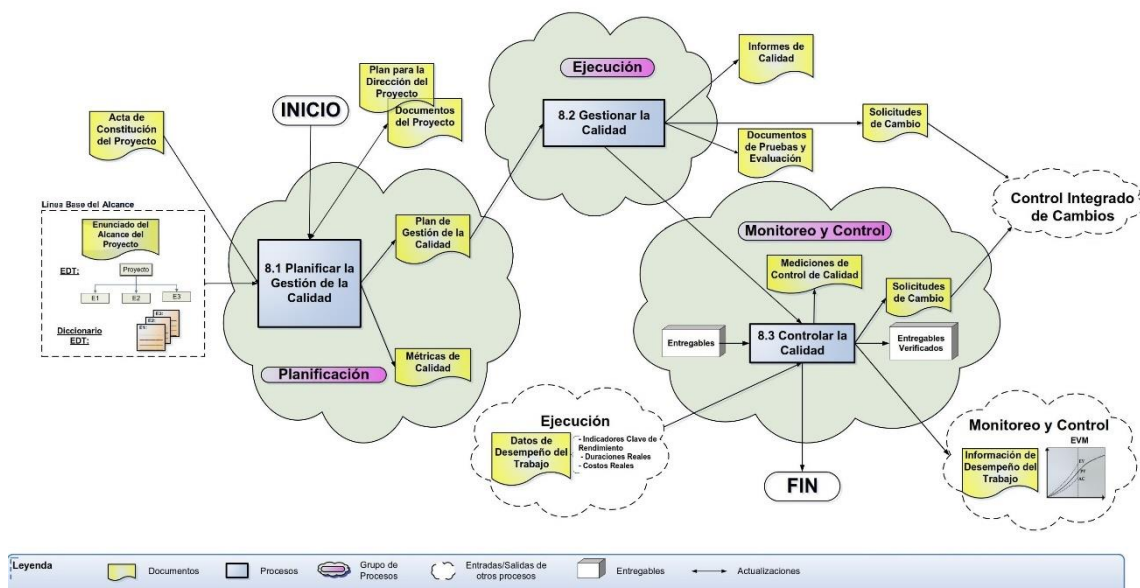 Acta de
Constitución
del Proyecto
INICIO
Plan para la
Dirección del
Proyecto
Documentos
del Proyecto
Ejecución
8.2 Gestionar la
Calidad
Informes de
Calidad
Documentos
de Pruebas y
Evaluación
Solicitudes
de Cambio
Control Integrado
de Cambios
Línea Base del Alcance
Enunciado del
Alcance del
Proyecto
EDT:
Proyecto
E1
E2
E3
Diccionario
EDT:
8.1 Planificar la
Gestión de la
Calidad
Plan de
Gestión de la
Calidad
Métricas de
Calidad
Planificación
Monitoreo y Control
Mediciones de
Control de Calidad
Solicitudes
de Cambio
Entregables
8.3 Controlar la
Calidad
Entregables
Verificados
Ejecución
Datos de
Desempeño del
Trabajo
- Indicadores Clave de
Rendimiento
- Duraciones Reales
- Costos Reales
FIN
Monitoreo y Control
EVM
Información de
Desempeño del
Trabajo
EV
PV
AC
Leyenda
Documentos
Procesos
Grupo de
Procesos
Entradas/Salidas de
otros procesos
Entregables
Actualizaciones